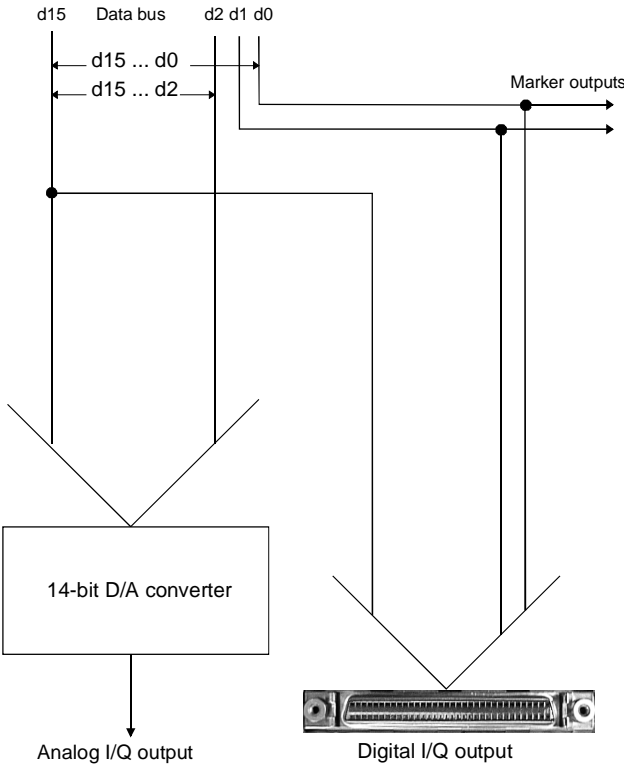 d15 Data bus d2 d1 d0
d15 ... d0
d15 ... d2
Marker outputs
14-bit D/A converter
Analog I/Q output
Digital I/Q output